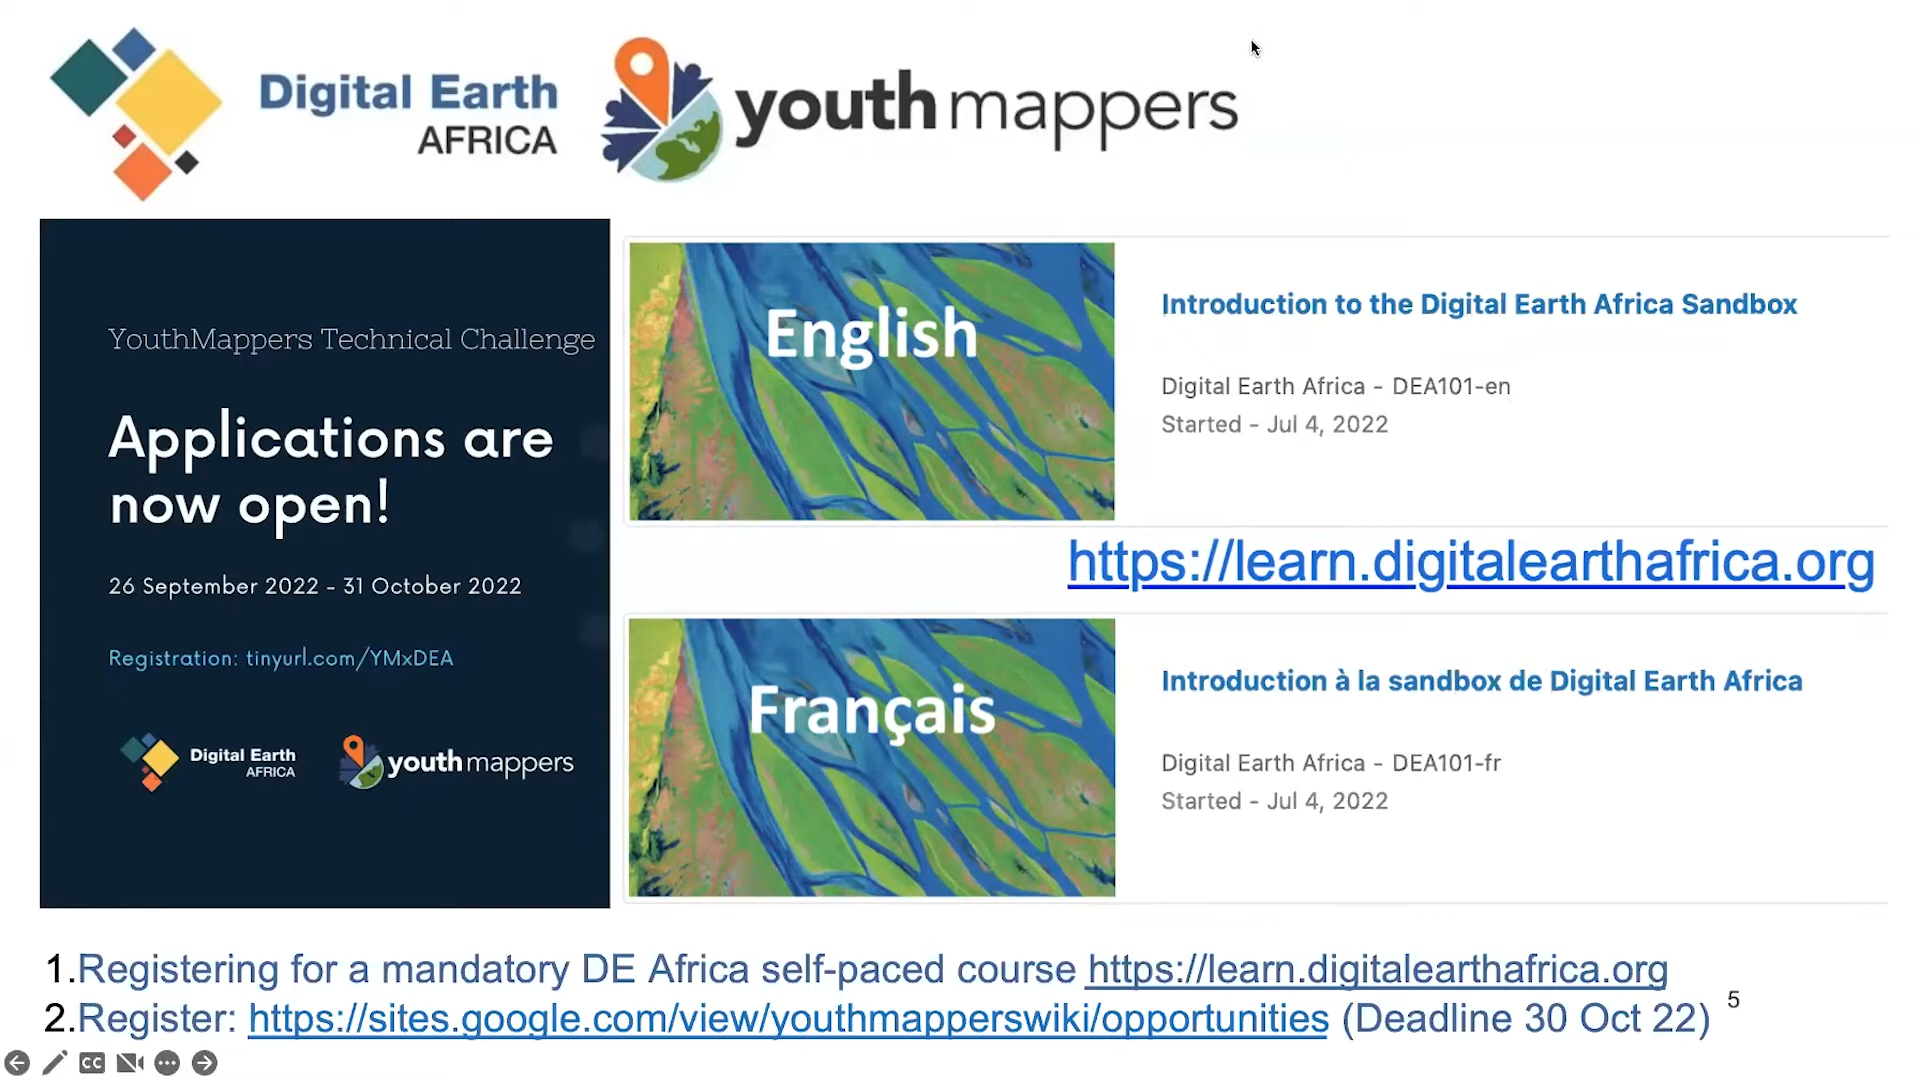 Digital Earth
AFRICA
youthmappers
YouthMappers Technical Challenge
Applications are
now open!
26 September 2022 - 31 October 2022
Registration: tinyurl.com/YMxDEA
Digital Earth
AFRICA
youthmappers
English
Introduction to the Digital Earth Africa Sandbox
Digital Earth Africa - DEA101-en
Started - Jul 4, 2022
https://learn.digitalearthafrica.org
Français
Introduction à la sandbox de Digital Earth Africa
Digital Earth Africa - DEA101-fr
Started - Jul 4, 2022
1.Registering for a mandatory DE Africa self-paced course https://learn.digitalearthafrica.org
2.Register: https://sites.google.com/view/youthmapperswiki/opportunities (Deadline 30 Oct 22)
5
CC